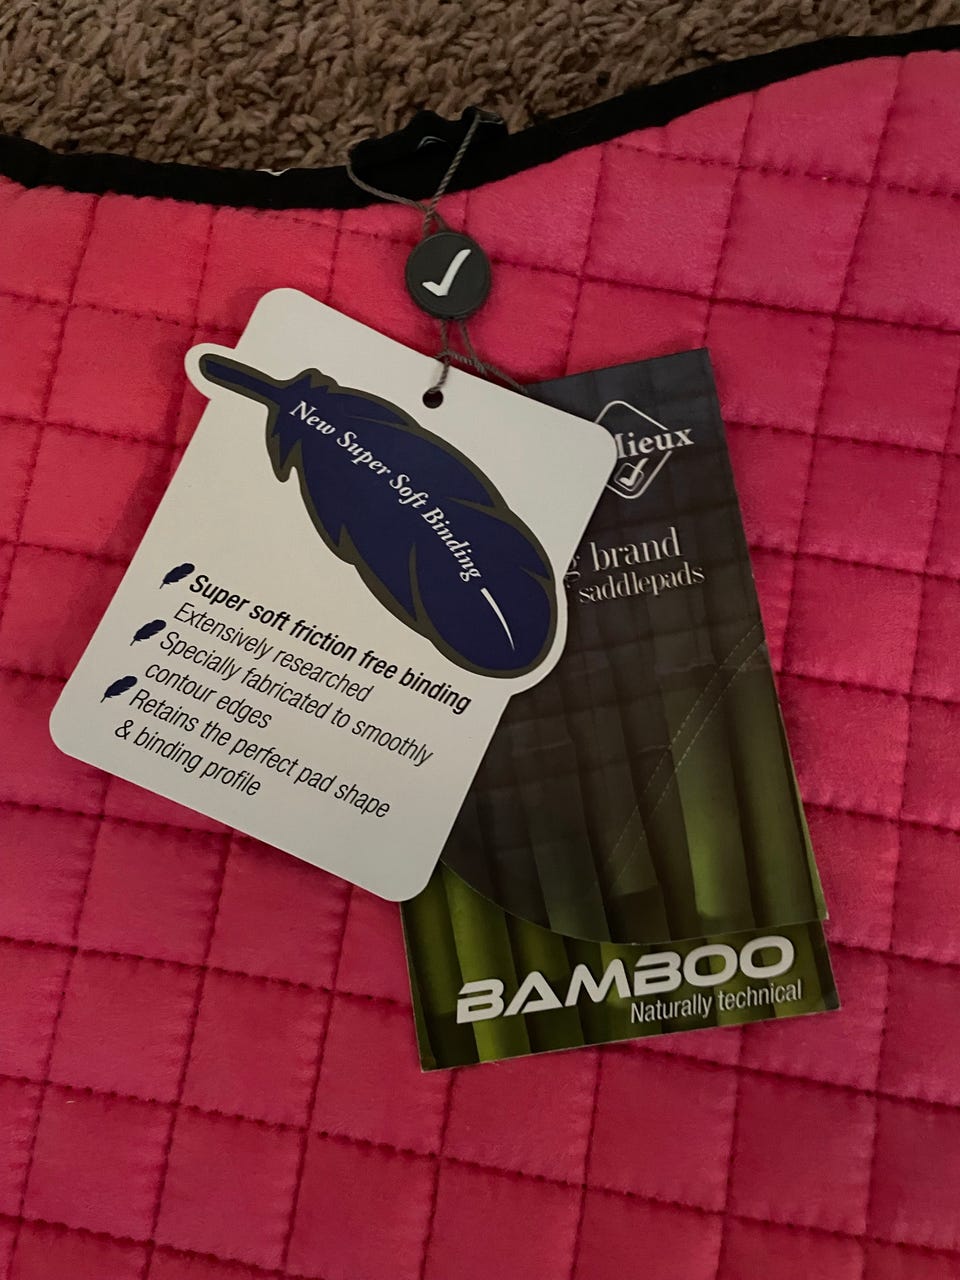 New Super Soft Binding
Super soft friction free binding
Extensively researched
Specially fabricated to smoothly
contour edges
Retains the perfect pad shape
& binding profile
brand
saddlepads
BAMBOO
Naturally technical